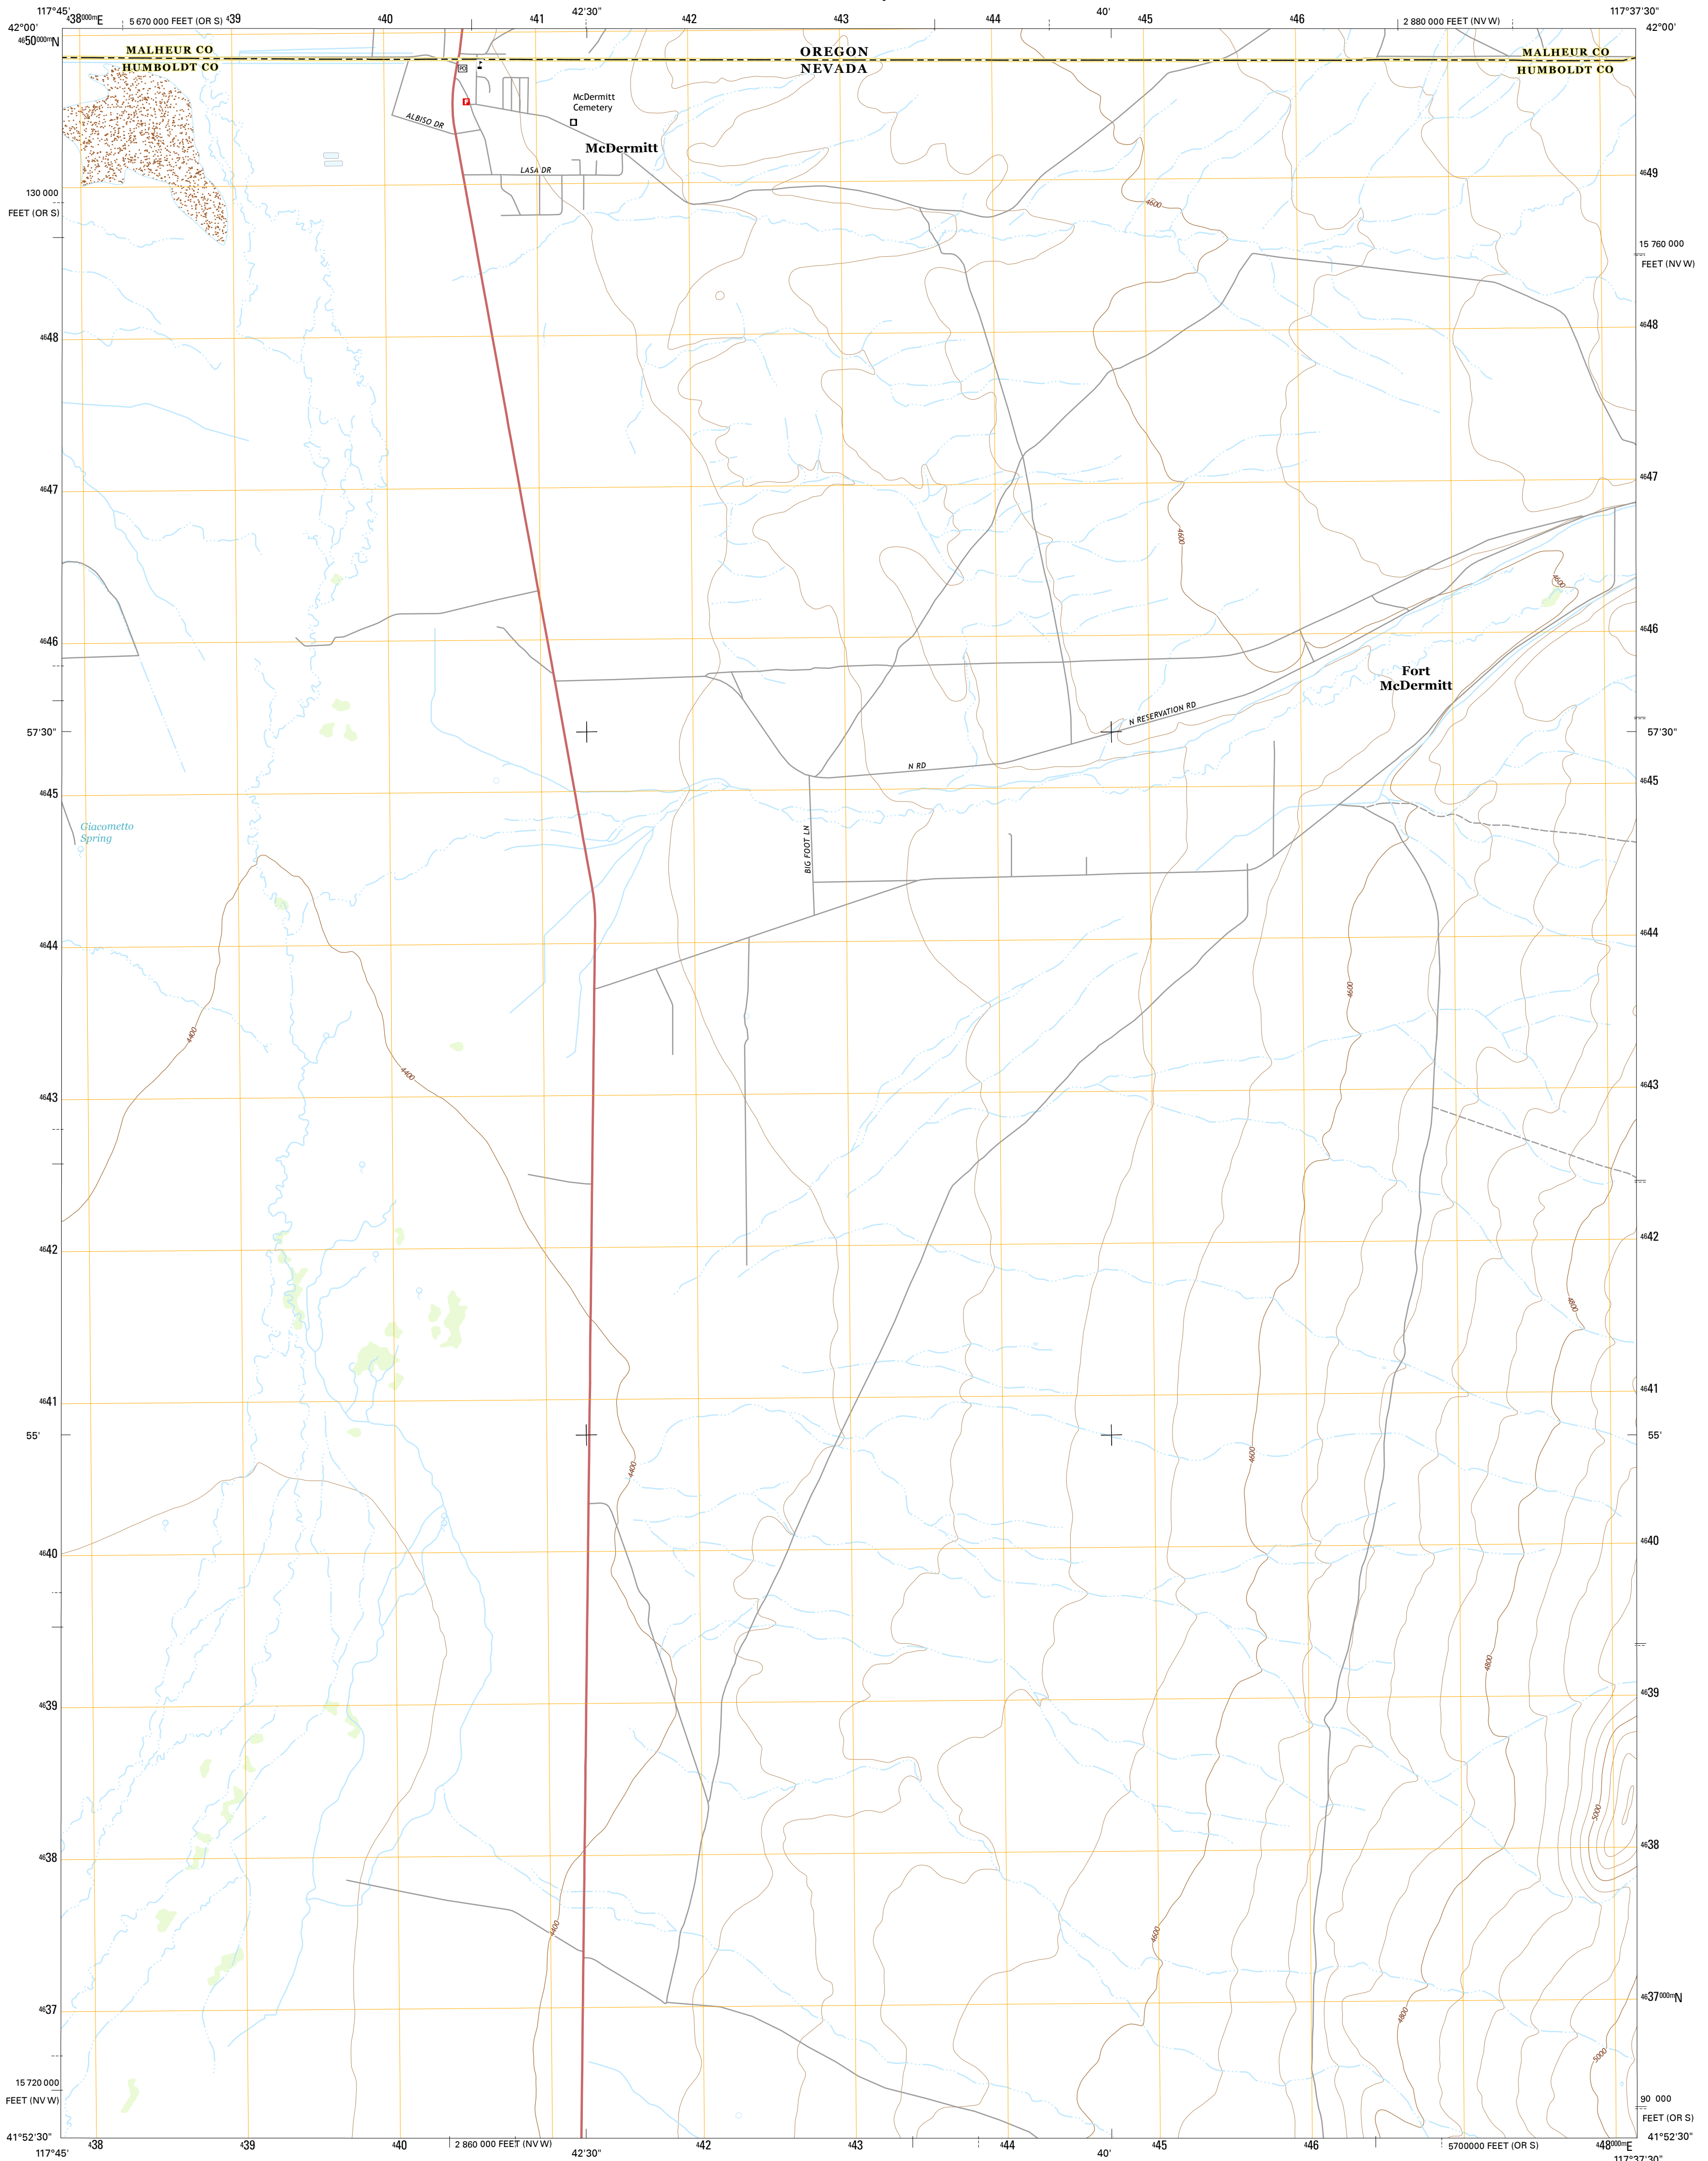 117°45'
⁴38⁰⁰⁰ᵐE
5 670 000 FEET (OR S)
⁴39
⁴40
⁴41
42'30"
⁴42
⁴43
⁴44
40'
⁴45
⁴46
2 880 000 FEET (NV W)
117°37'30"
42°00'
42°00'
⁴⁶50⁰⁰⁰ᵐN
MALHEUR CO
HUMBOLDT CO
OREGON
NEVADA
MALHEUR CO
HUMBOLDT CO
PO
F
McDermitt
Cemetery
ALBISO DR
McDermitt
LASA DR
⁴⁶49
130 000
FEET (OR S)
4600
15 760 000
FEET (NV W)
⁴⁶48
⁴⁶48
⁴⁶47
⁴⁶47
4600
4600
⁴⁶46
⁴⁶46
Fort
McDermitt
N RESERVATION RD
57'30"
57'30"
N RD
⁴⁶45
⁴⁶45
Giacometto
Spring
BIG FOOT LN
⁴⁶44
⁴⁶44
4600
4400
4400
⁴⁶43
⁴⁶43
⁴⁶42
⁴⁶42
4800
⁴⁶41
⁴⁶41
55'
55'
4400
4600
⁴⁶40
⁴⁶40
4800
⁴⁶39
⁴⁶39
5000
⁴⁶38
⁴⁶38
4400
4600
⁴⁶37
⁴⁶37⁰⁰⁰ᵐN
4800
5000
15 720 000
FEET (NV W)
90 000
FEET (OR S)
41°52'30"
41°52'30"
117°45'
⁴38
⁴39
⁴40
2 860 000 FEET (NV W)
42'30"
⁴42
⁴43
⁴44
40'
⁴45
⁴46
5700000 FEET (OR S)
⁴48⁰⁰⁰ᵐE
117°37'30"